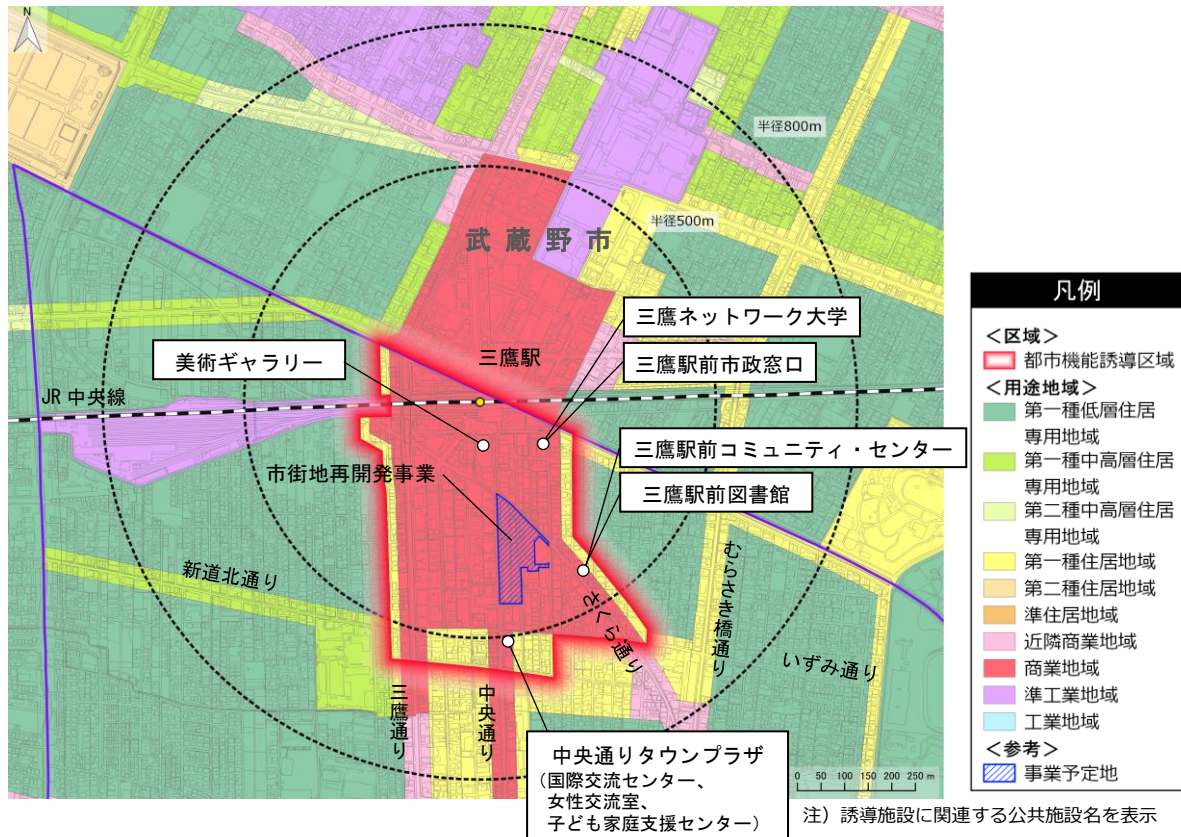 N
半径800m
半径500m
武蔵野市
三鷹ネットワーク大学
三鷹駅前市政窓口
三鷹駅
美術ギャラリー
JR 中央線
三鷹駅前コミュニティ・センター
三鷹駅前図書館
市街地再開発事業
新道北通り
さくら通り
むらさき橋通り
いずみ通り
三鷹通り
中央通り
中央通りタウンプラザ
(国際交流センター、
女性交流室、
子ども家庭支援センター)
0 50 100 150 200 250 m
凡例
＜区域＞
都市機能誘導区域
＜用途地域＞
第一種低層住居
専用地域
第一種中高層住居
専用地域
第二種中高層住居
専用地域
第一種住居地域
第二種住居地域
準住居地域
近隣商業地域
商業地域
準工業地域
工業地域
＜参考＞
事業予定地
注）誘導施設に関連する公共施設名を表示